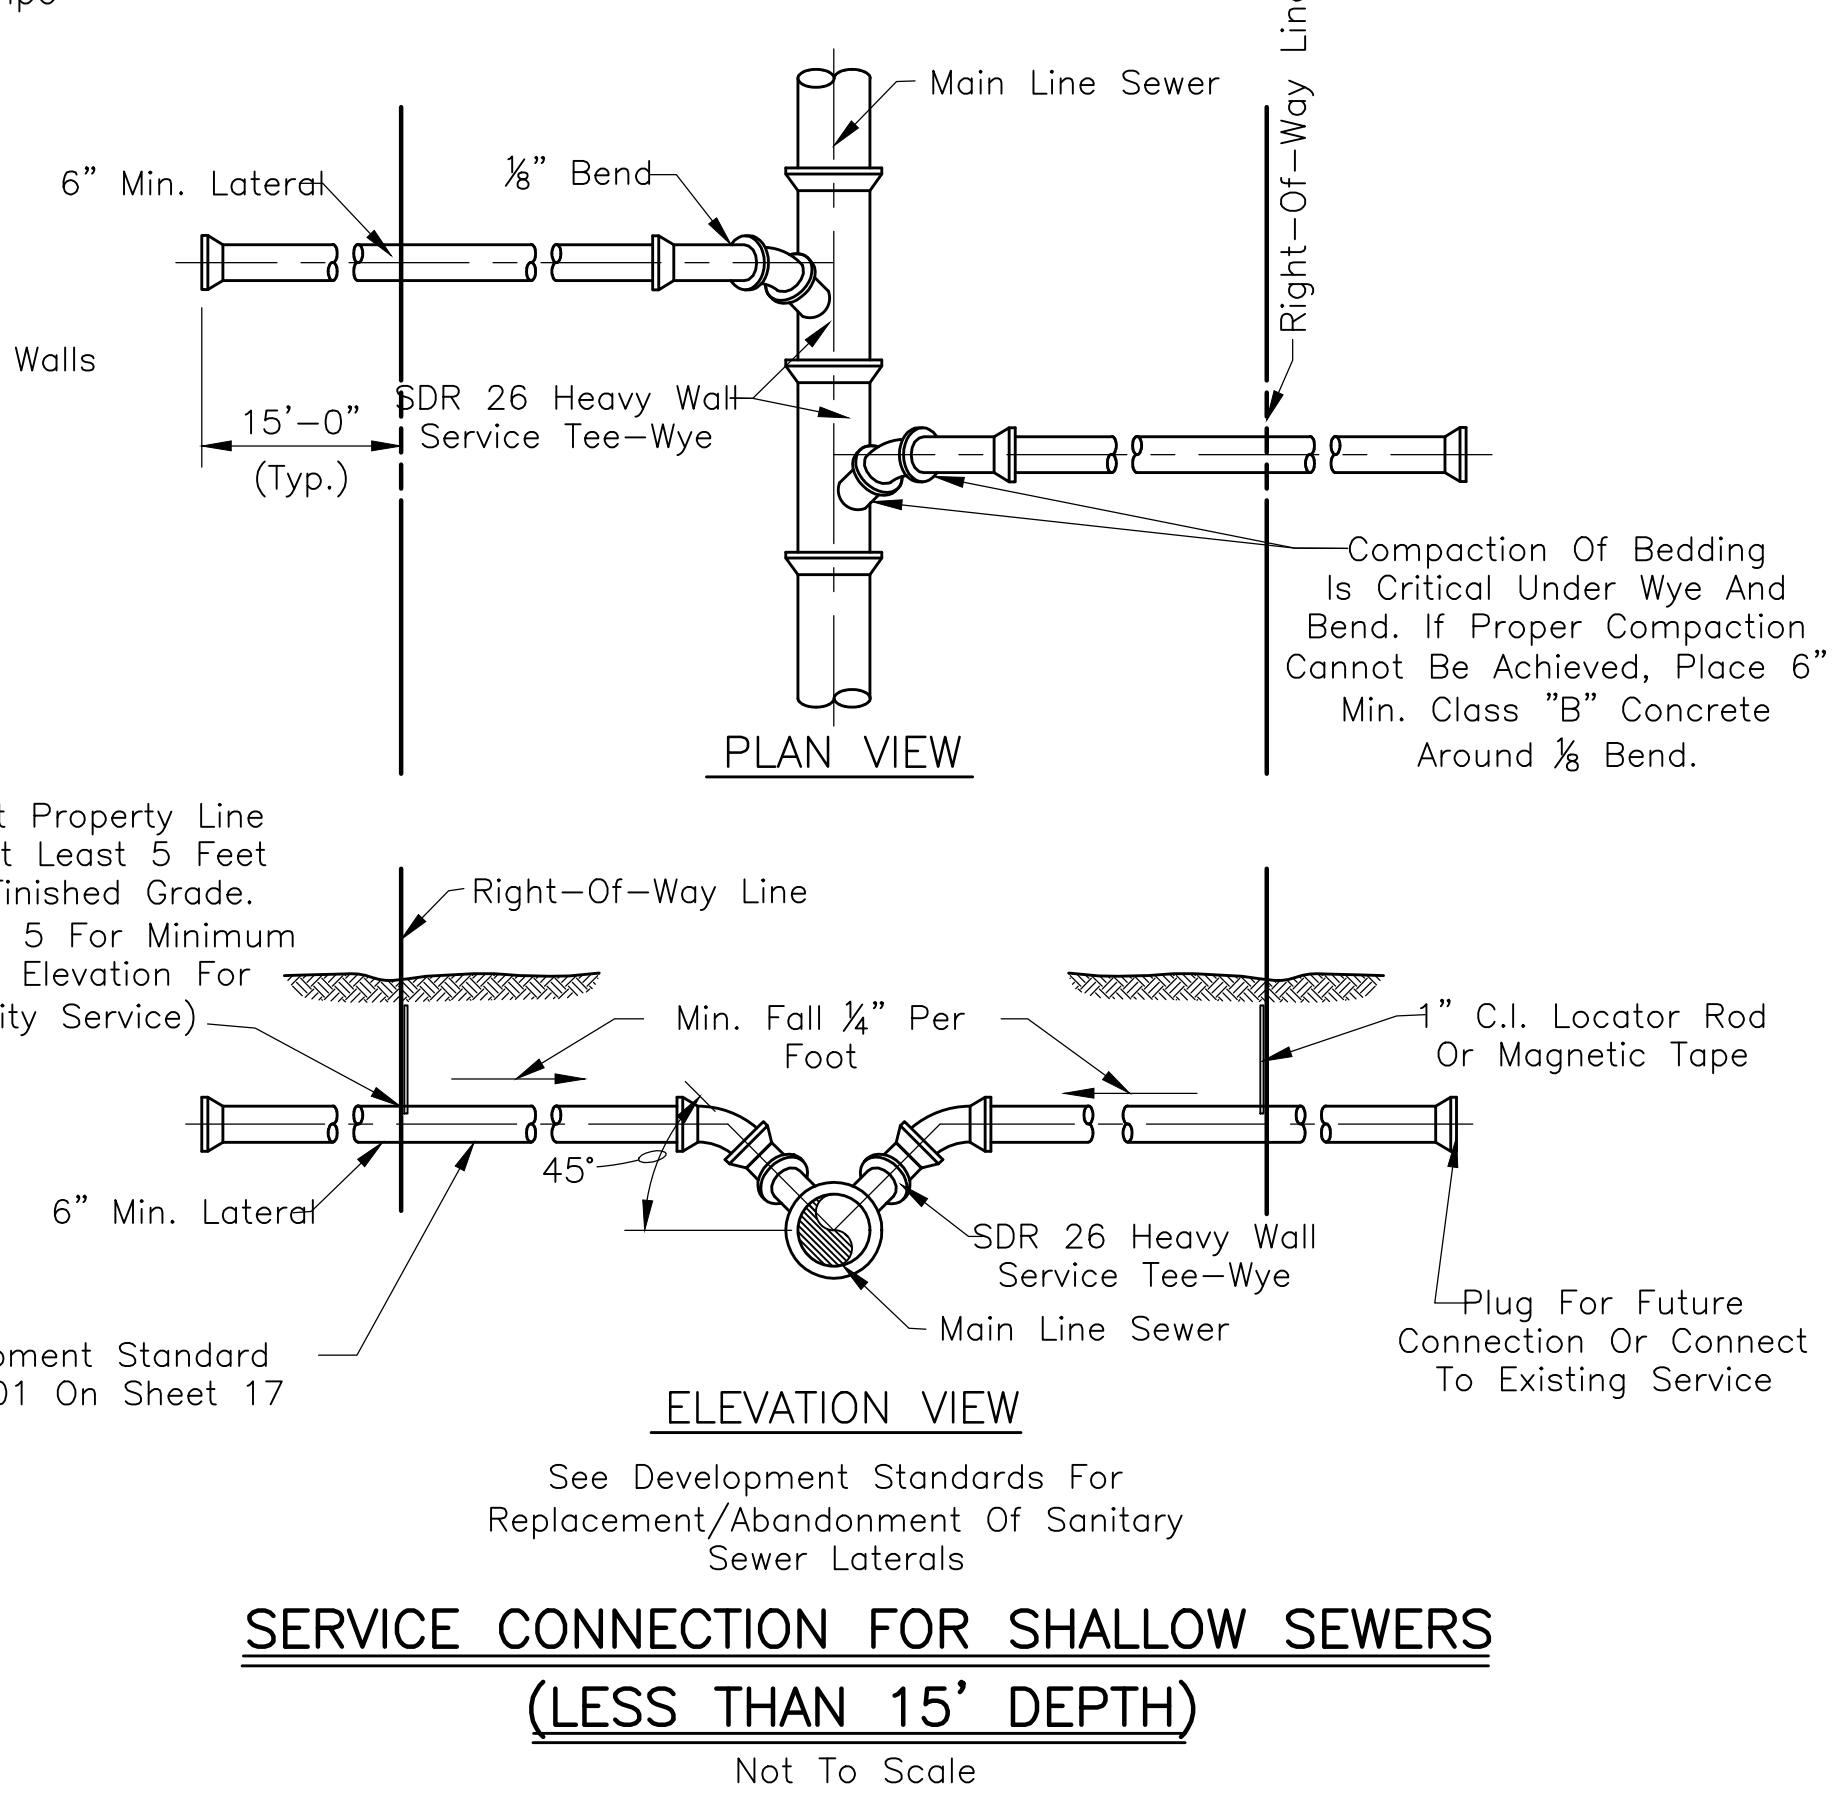 Main Line Sewer
6” Min. Lateral
⅛” Bend
Right-Of-Way Line
Walls
15’-0”
(Typ.)
SDR 26 Heavy Wall
Service Tee-Wye
Compaction Of Bedding
Is Critical Under Wye And
Bend. If Proper Compaction
Cannot Be Achieved, Place 6”
Min. Class ”B” Concrete
Around ⅛ Bend.
PLAN VIEW
Property Line
Least 5 Feet
Finished Grade.
5 For Minimum
Elevation For
Service)
Right-Of-Way Line
Min. Fall ¼” Per
Foot
1” C.I. Locator Rod
Or Magnetic Tape
45°
6” Min. Lateral
SDR 26 Heavy Wall
Service Tee-Wye
Main Line Sewer
Plug For Future
Connection Or Connect
To Existing Service
Standard
01 On Sheet 17
ELEVATION VIEW
See Development Standards For
Replacement/Abandonment Of Sanitary
Sewer Laterals
SERVICE CONNECTION FOR SHALLOW SEWERS
(LESS THAN 15’ DEPTH)
Not To Scale